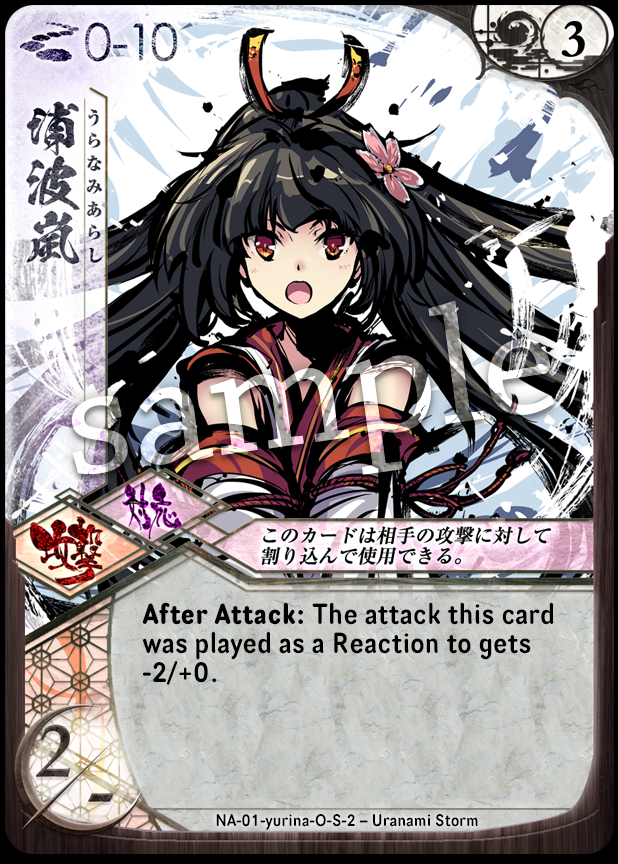 0-10
3
浦波嵐
うらなみあらし
sample
攻撃
対応
このカードは相手の攻撃に対して
割り込んで使用できる。
After Attack: The attack this card
was played as a Reaction to gets
-2/+0.
2/-
NA-01-yurina-O-S-2 – Uranami Storm